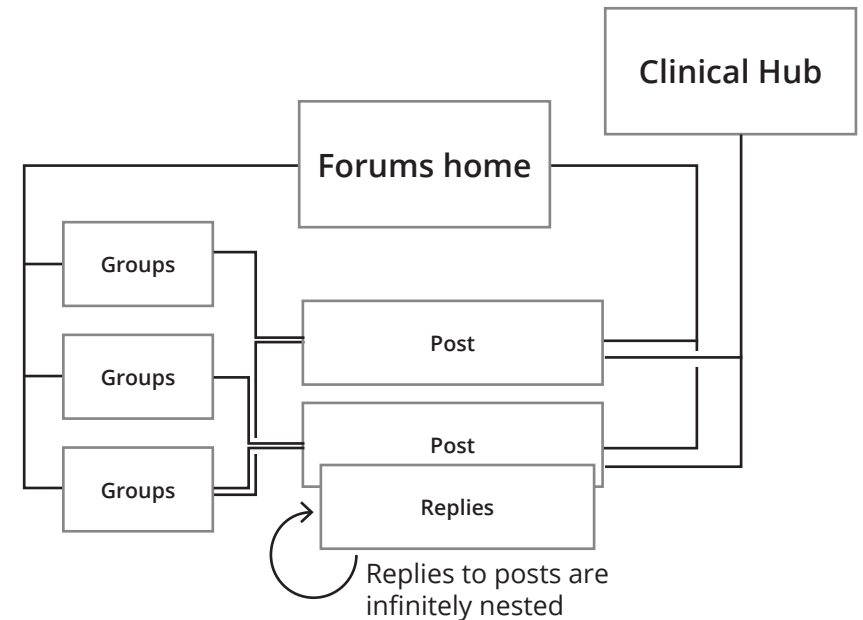 Clinical Hub
Forums home
Groups
Post
Groups
Post
Groups
Replies
Replies to posts are
infinitely nested